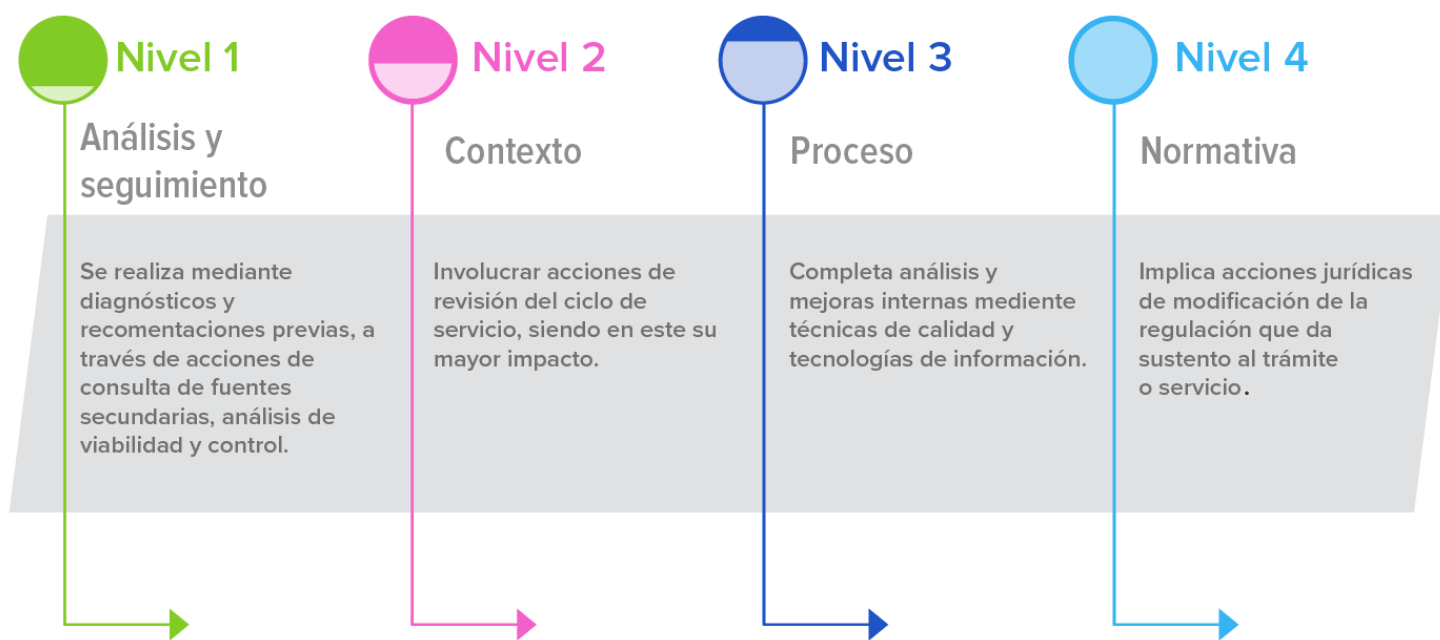 Nivel 1
Análisis y
seguimiento
Se realiza mediante
diagnósticos y
recomentaciones previas, a
través de acciones de
consulta de fuentes
secundarias, análisis de
viabilidad y control.
Nivel 2
Contexto
Involucrar acciones de
revisión del ciclo de
servicio, siendo en este su
mayor impacto.
Nivel 3
Proceso
Completa análisis y
mejoras internas mediente
técnicas de calidad y
tecnologías de información.
Nivel 4
Normativa
Implica acciones jurídicas
de modificación de la
regulación que da
sustento al trámite
o servicio.